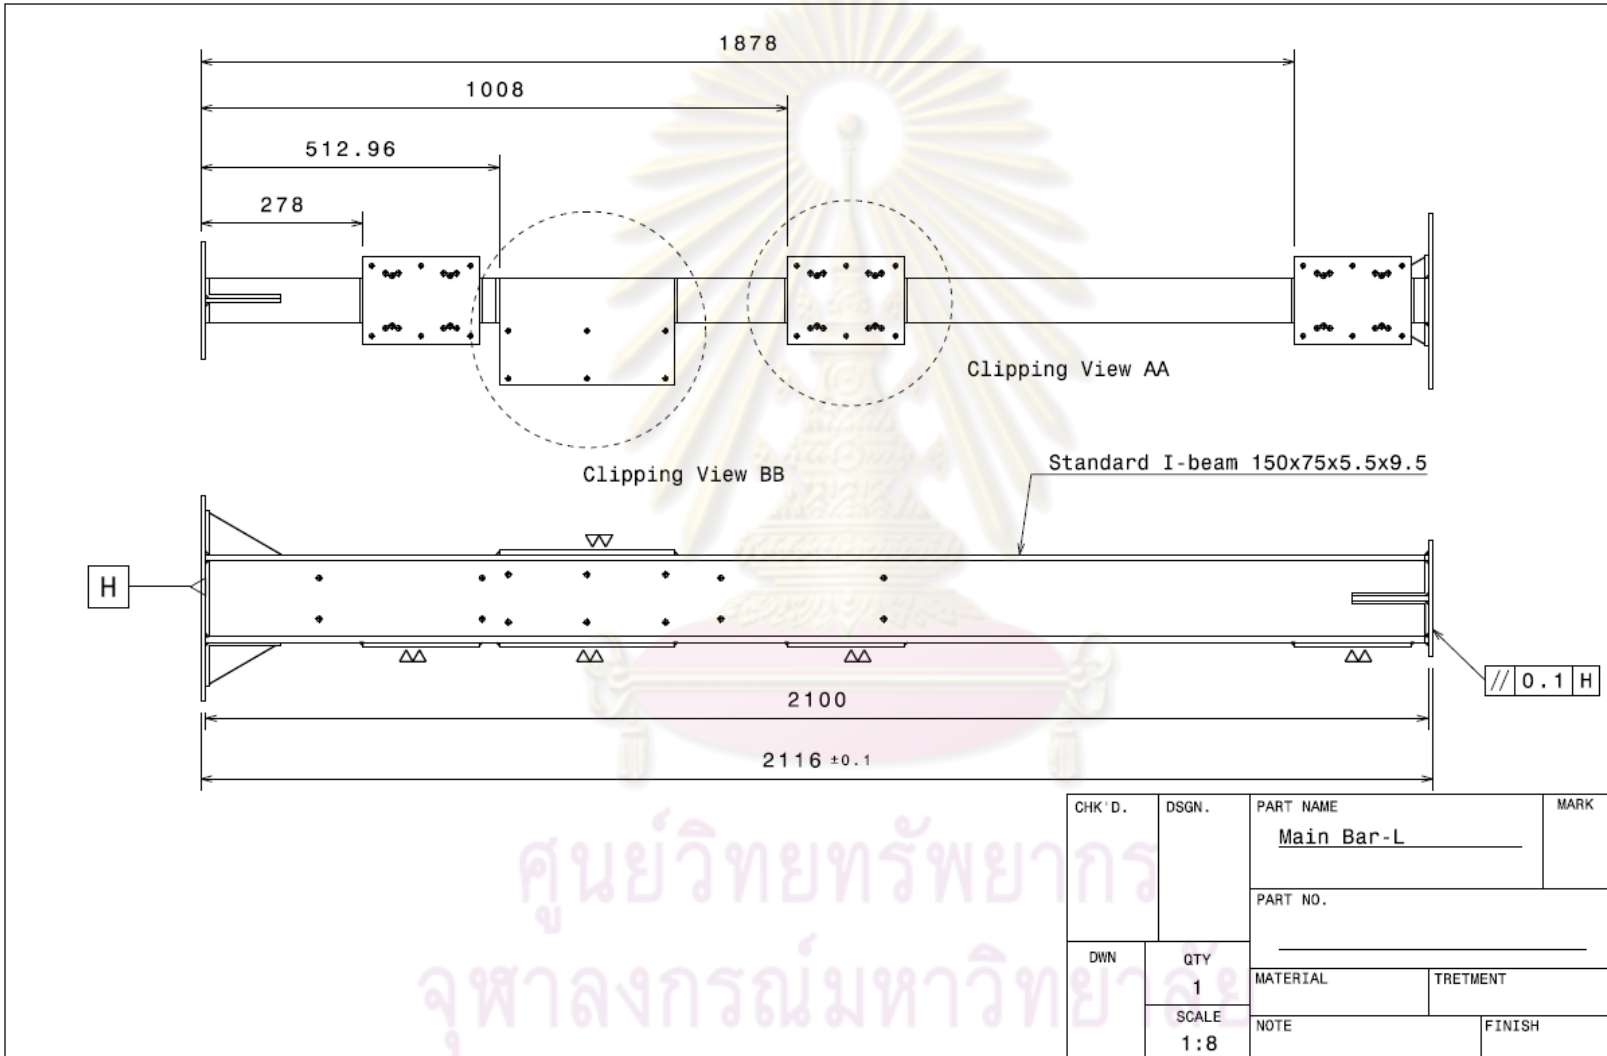 1878
1008
512.96
278
Clipping View AA
Clipping View BB
Standard I-beam 150x75x5.5x9.5
H
// 0.1 H
2100
2116 ±0.1
CHK'D.
DSGN.
PART NAME
MARK
Main Bar-L
PART NO.
DWN
QTY
1
MATERIAL
TRETMENT
SCALE
1:8
NOTE
FINISH
ศูนย์วิทยทรัพยากร
จุฬาลงกรณ์มหาวิทยาลัย